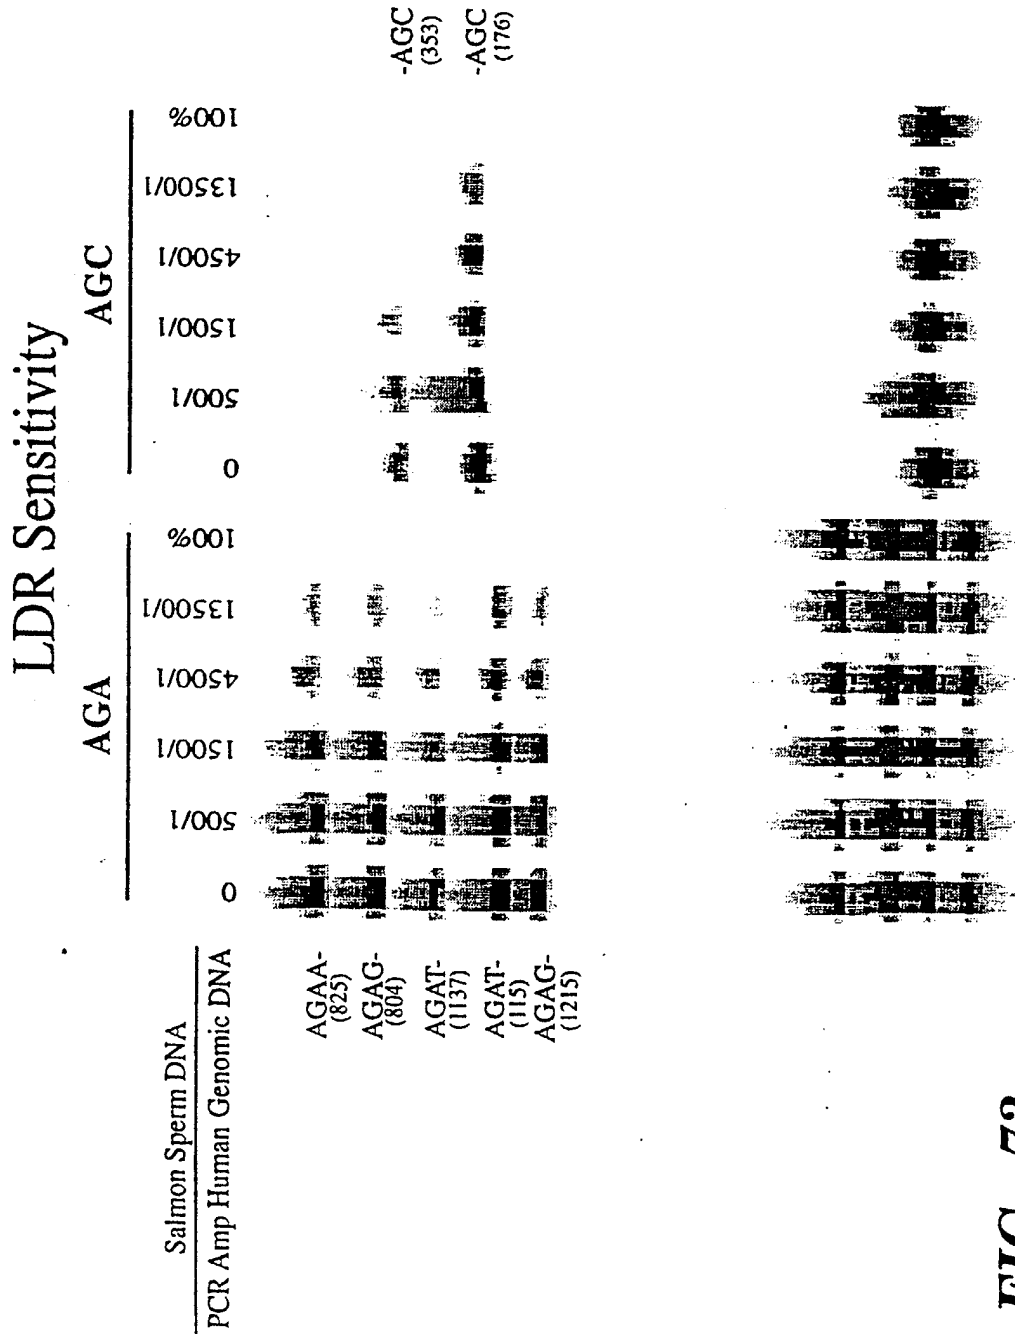 LDR Sensitivity
AGA
AGC
Salmon Sperm DNA
PCR Amp Human Genomic DNA
0 500/1 1500/1 4500/1 13500/1 100% 0 500/1 1500/1 4500/1 13500/1 100%
AGAA-
(825)
AGAG-
(804)
AGAT-
(1137)
AGAT-
(115)
AGAG-
(1215)
-AGC
(353)
-AGC
(176)
FIG.